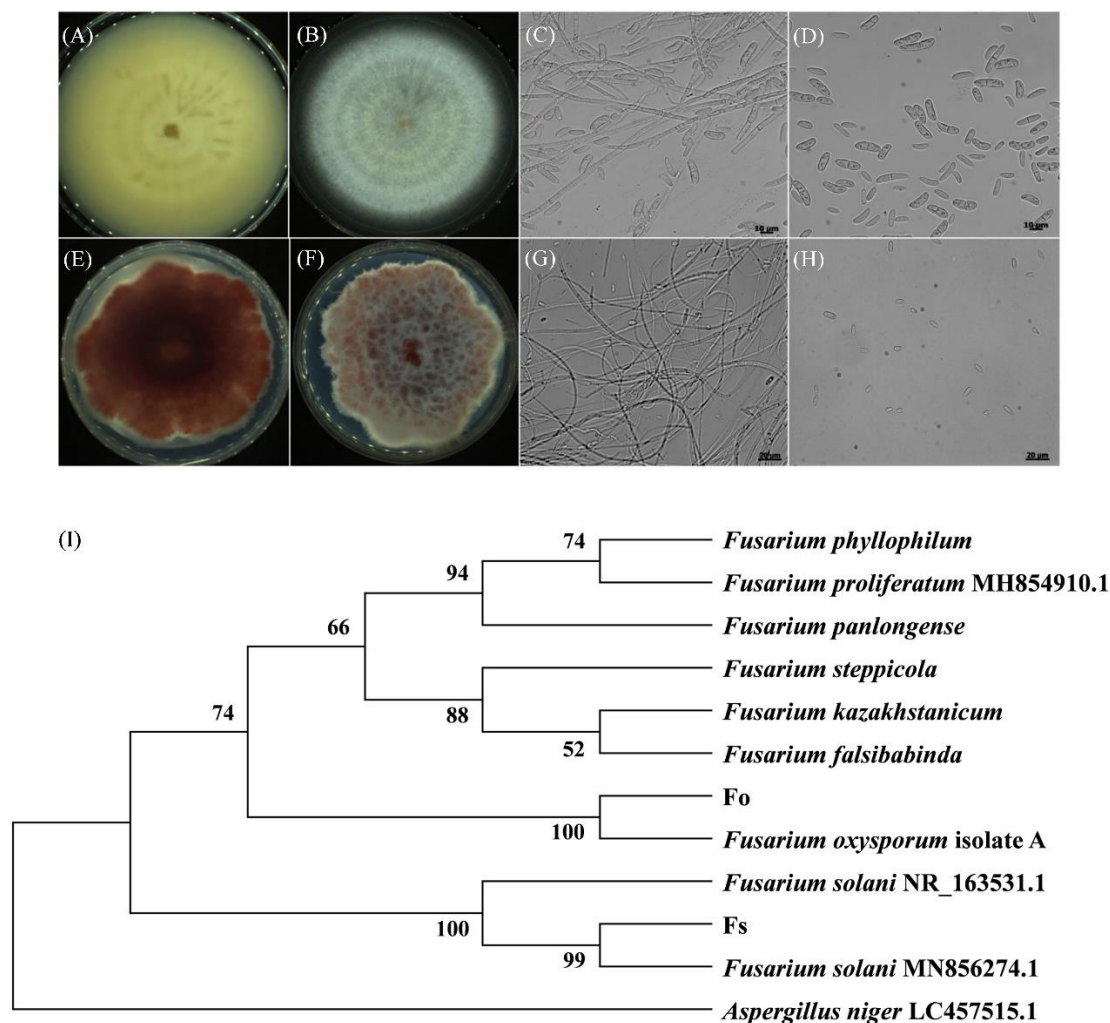 (A) (B) (C) (D)
10 µm 10 µm
(E) (F) (G) (H)
20 µm 20 µm
(I)
74 Fusarium phyllophilum
94 Fusarium proliferatum MH854910.1
66 Fusarium panlongense
Fusarium steppicola
74 88 Fusarium kazakhstanicum
52 Fusarium falsibabinda
Fo
100 Fusarium oxysporum isolate A
Fusarium solani NR_163531.1
100 Fs
99 Fusarium solani MN856274.1
Aspergillus niger LC457515.1